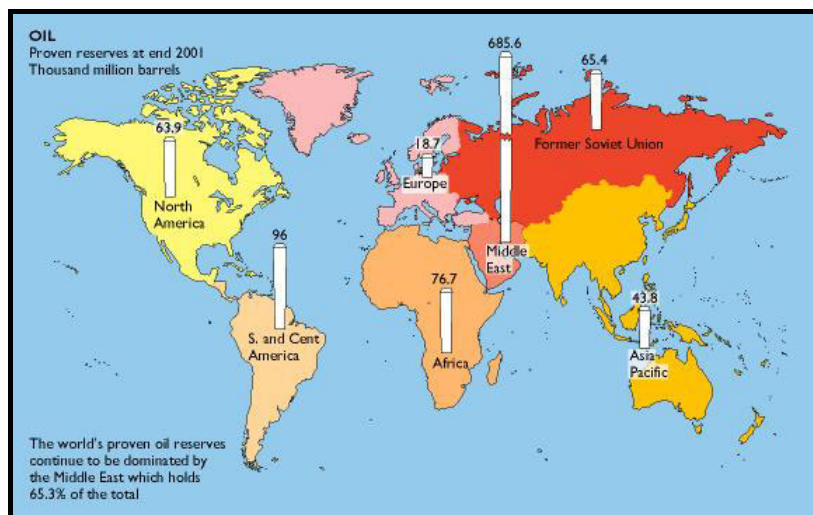 OIL
Proven reserves at end 2001
Thousand million barrels
685.6
65.4
63.9
18.7
Former Soviet Union
Europe
North
America
96
Middle
East
76.7
43.8
S. and Cent
America
Africa
Asia
Pacific
The world's proven oil reserves
continue to be dominated by
the Middle East which holds
65.3% of the total